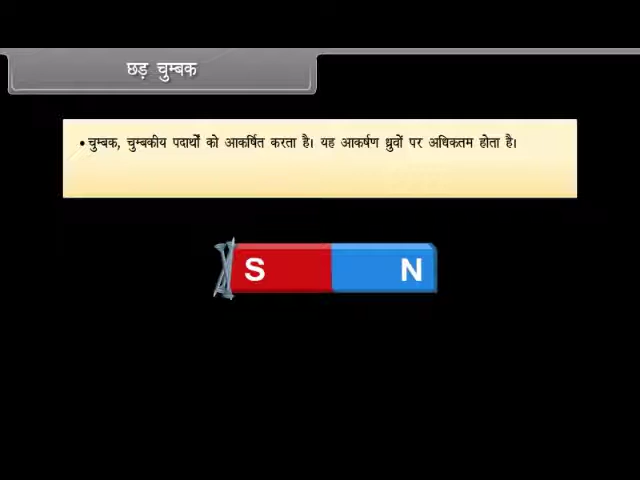 छड़ चुम्बक
• चुम्बक, चुम्बकीय पदार्थों को आकर्षित करता है। यह आकर्षण ध्रुवों पर अधिकतम होता है।
S N